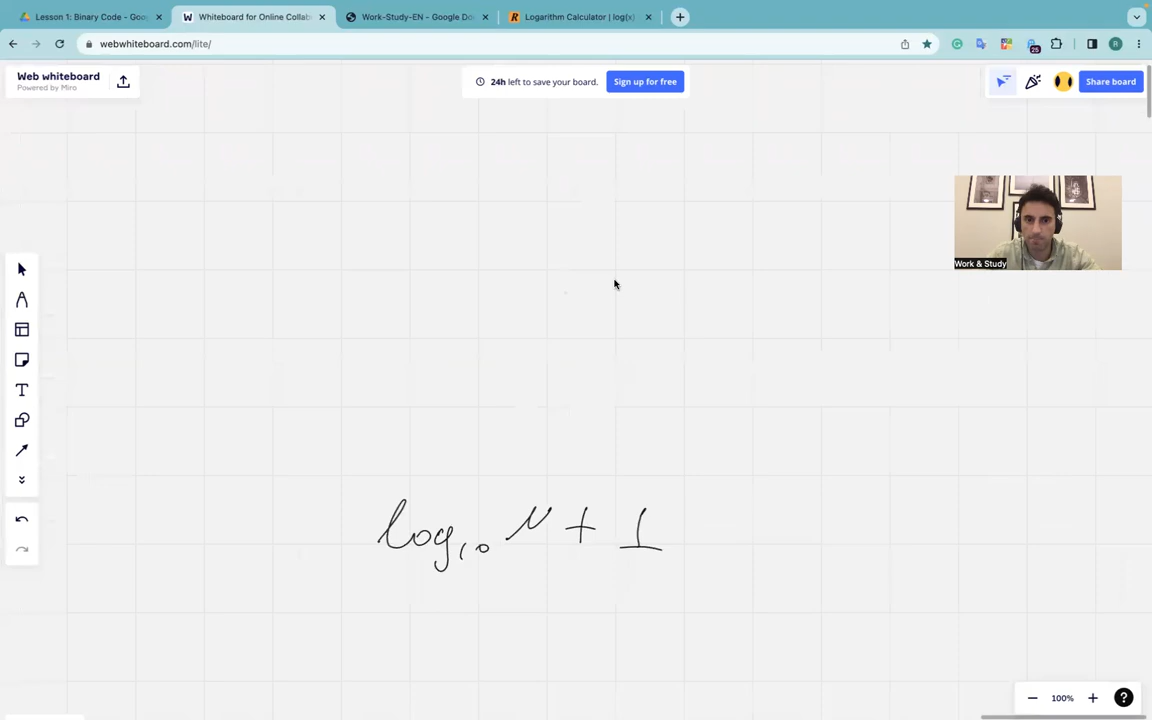 Lesson 1: Binary Code - Goo
Whiteboard for Online Collab
Work-Study-EN - Google Do
Logarithm Calculator | log(x)
webwhiteboard.com/lite/
25
R
Web whiteboard
Powered by Miro
24h left to save your board.
Sign up for free
Share board
Work & Study
log₁₀ N + 1
100%